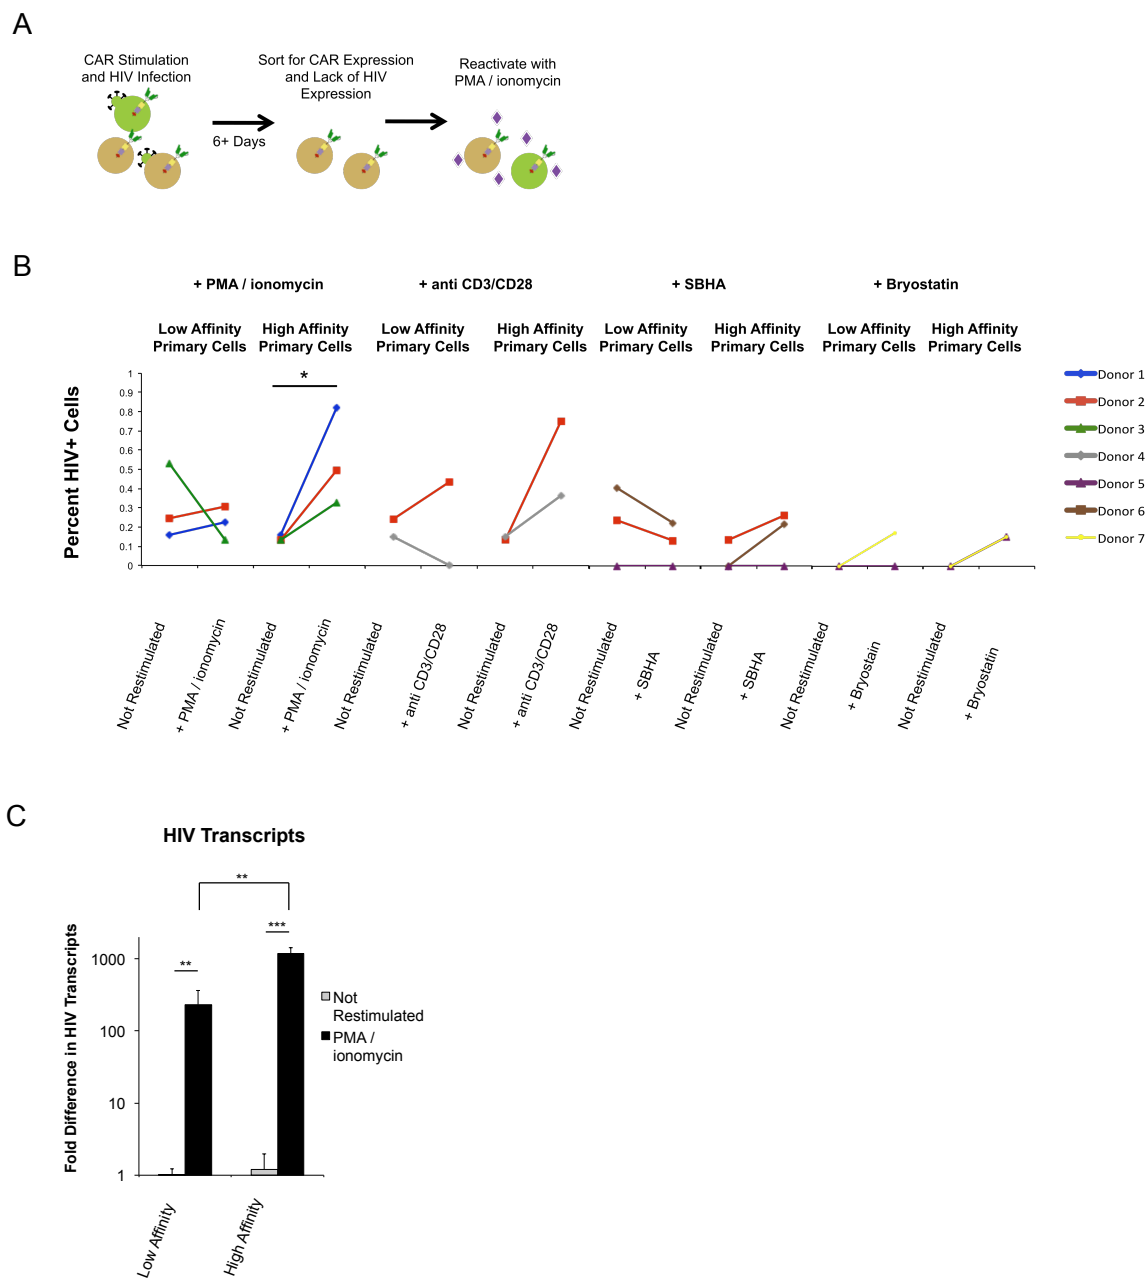 A
CAR Stimulation
and HIV Infection
6+ Days
Sort for CAR Expression
and Lack of HIV
Expression
Reactivate with
PMA / ionomycin
B
+ PMA / ionomycin
+ anti CD3/CD28
+ SBHA
+ Bryostatin
Low Affinity
Primary Cells
High Affinity
Primary Cells
Low Affinity
Primary Cells
High Affinity
Primary Cells
Low Affinity
Primary Cells
High Affinity
Primary Cells
Low Affinity
Primary Cells
High Affinity
Primary Cells
Percent HIV+ Cells
1
0.9
0.8
0.7
0.6
0.5
0.4
0.3
0.2
0.1
0
*
Donor 1
Donor 2
Donor 3
Donor 4
Donor 5
Donor 6
Donor 7
Not Restimulated
+ PMA / ionomycin
Not Restimulated
+ PMA / ionomycin
Not Restimulated
+ anti CD3/CD28
Not Restimulated
+ anti CD3/CD28
Not Restimulated
+ SBHA
Not Restimulated
+ SBHA
Not Restimulated
+ Bryostain
Not Restimulated
+ Bryostatin
C
HIV Transcripts
Fold Difference in HIV Transcripts
1000
100
10
1
**
**
***
Not
Restimulated
PMA /
ionomycin
Low Affinity
High Affinity